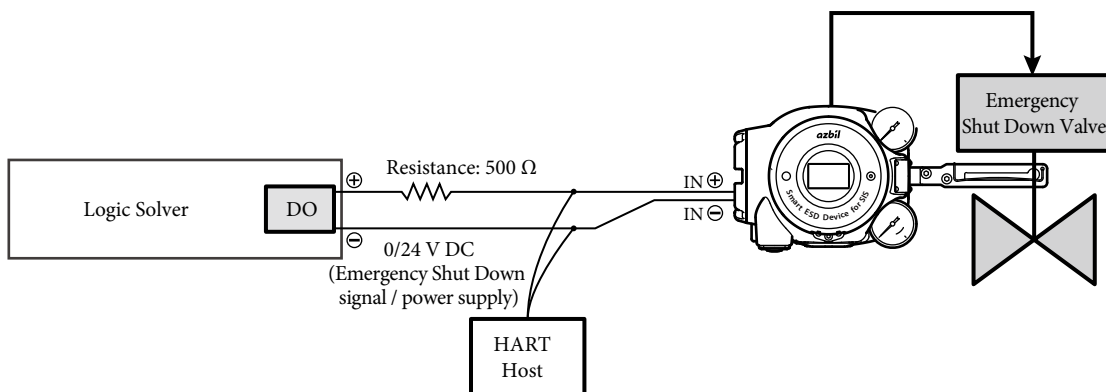 Emergency
Shut Down Valve
azbil
Smart ESD Device for SIS
Resistance: 500 Ω
⊕
IN ⊕
Logic Solver
DO
IN ⊖
⊖
0/24 V DC
(Emergency Shut Down
signal / power supply)
HART
Host